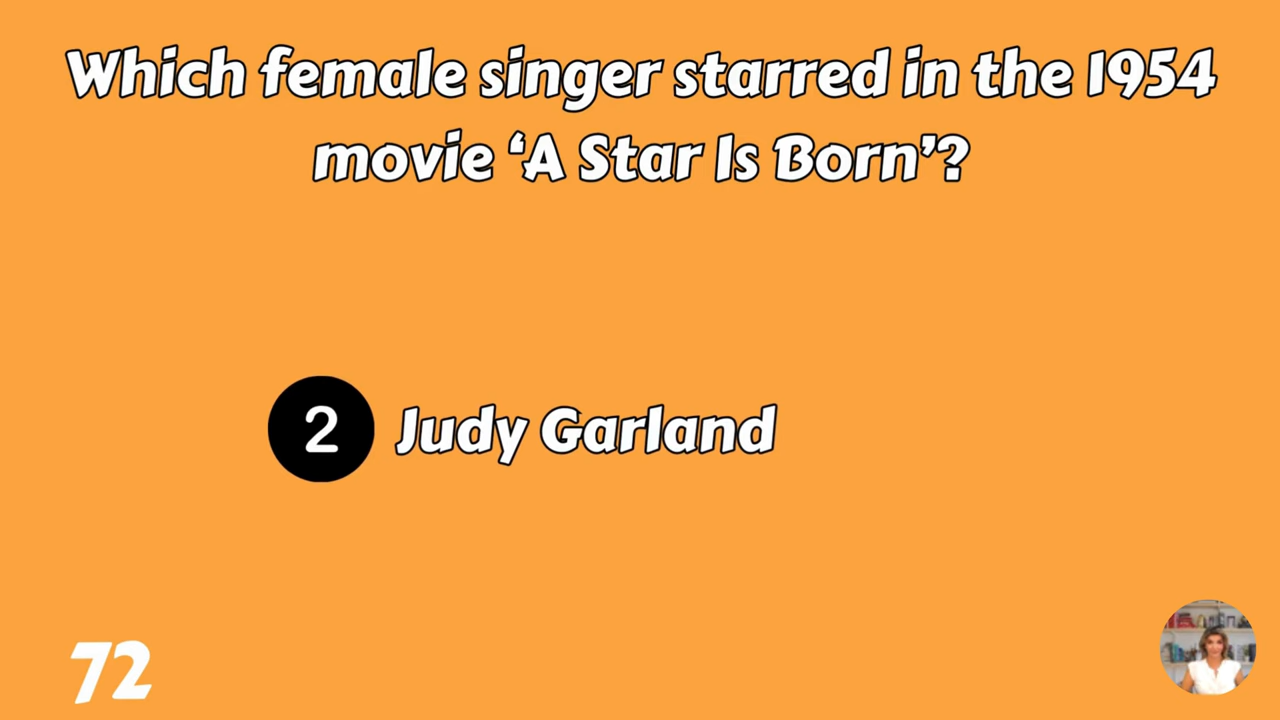 Which female singer starred in the 1954
movie ‘A Star Is Born’?
2 Judy Garland
72